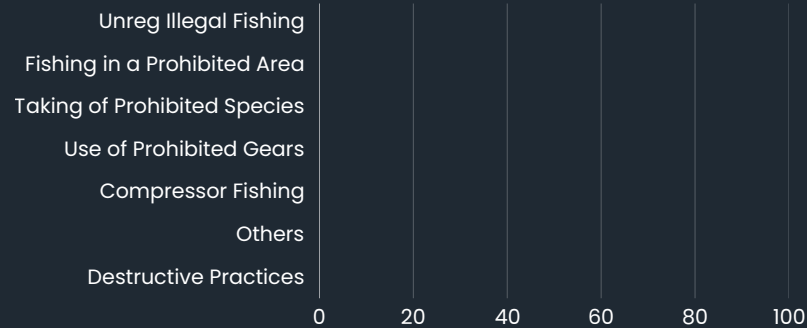 Unreg Illegal Fishing
Fishing in a Prohibited Area
Taking of Prohibited Species
Use of Prohibited Gears
Compressor Fishing
Others
Destructive Practices
0 20 40 60 80 100